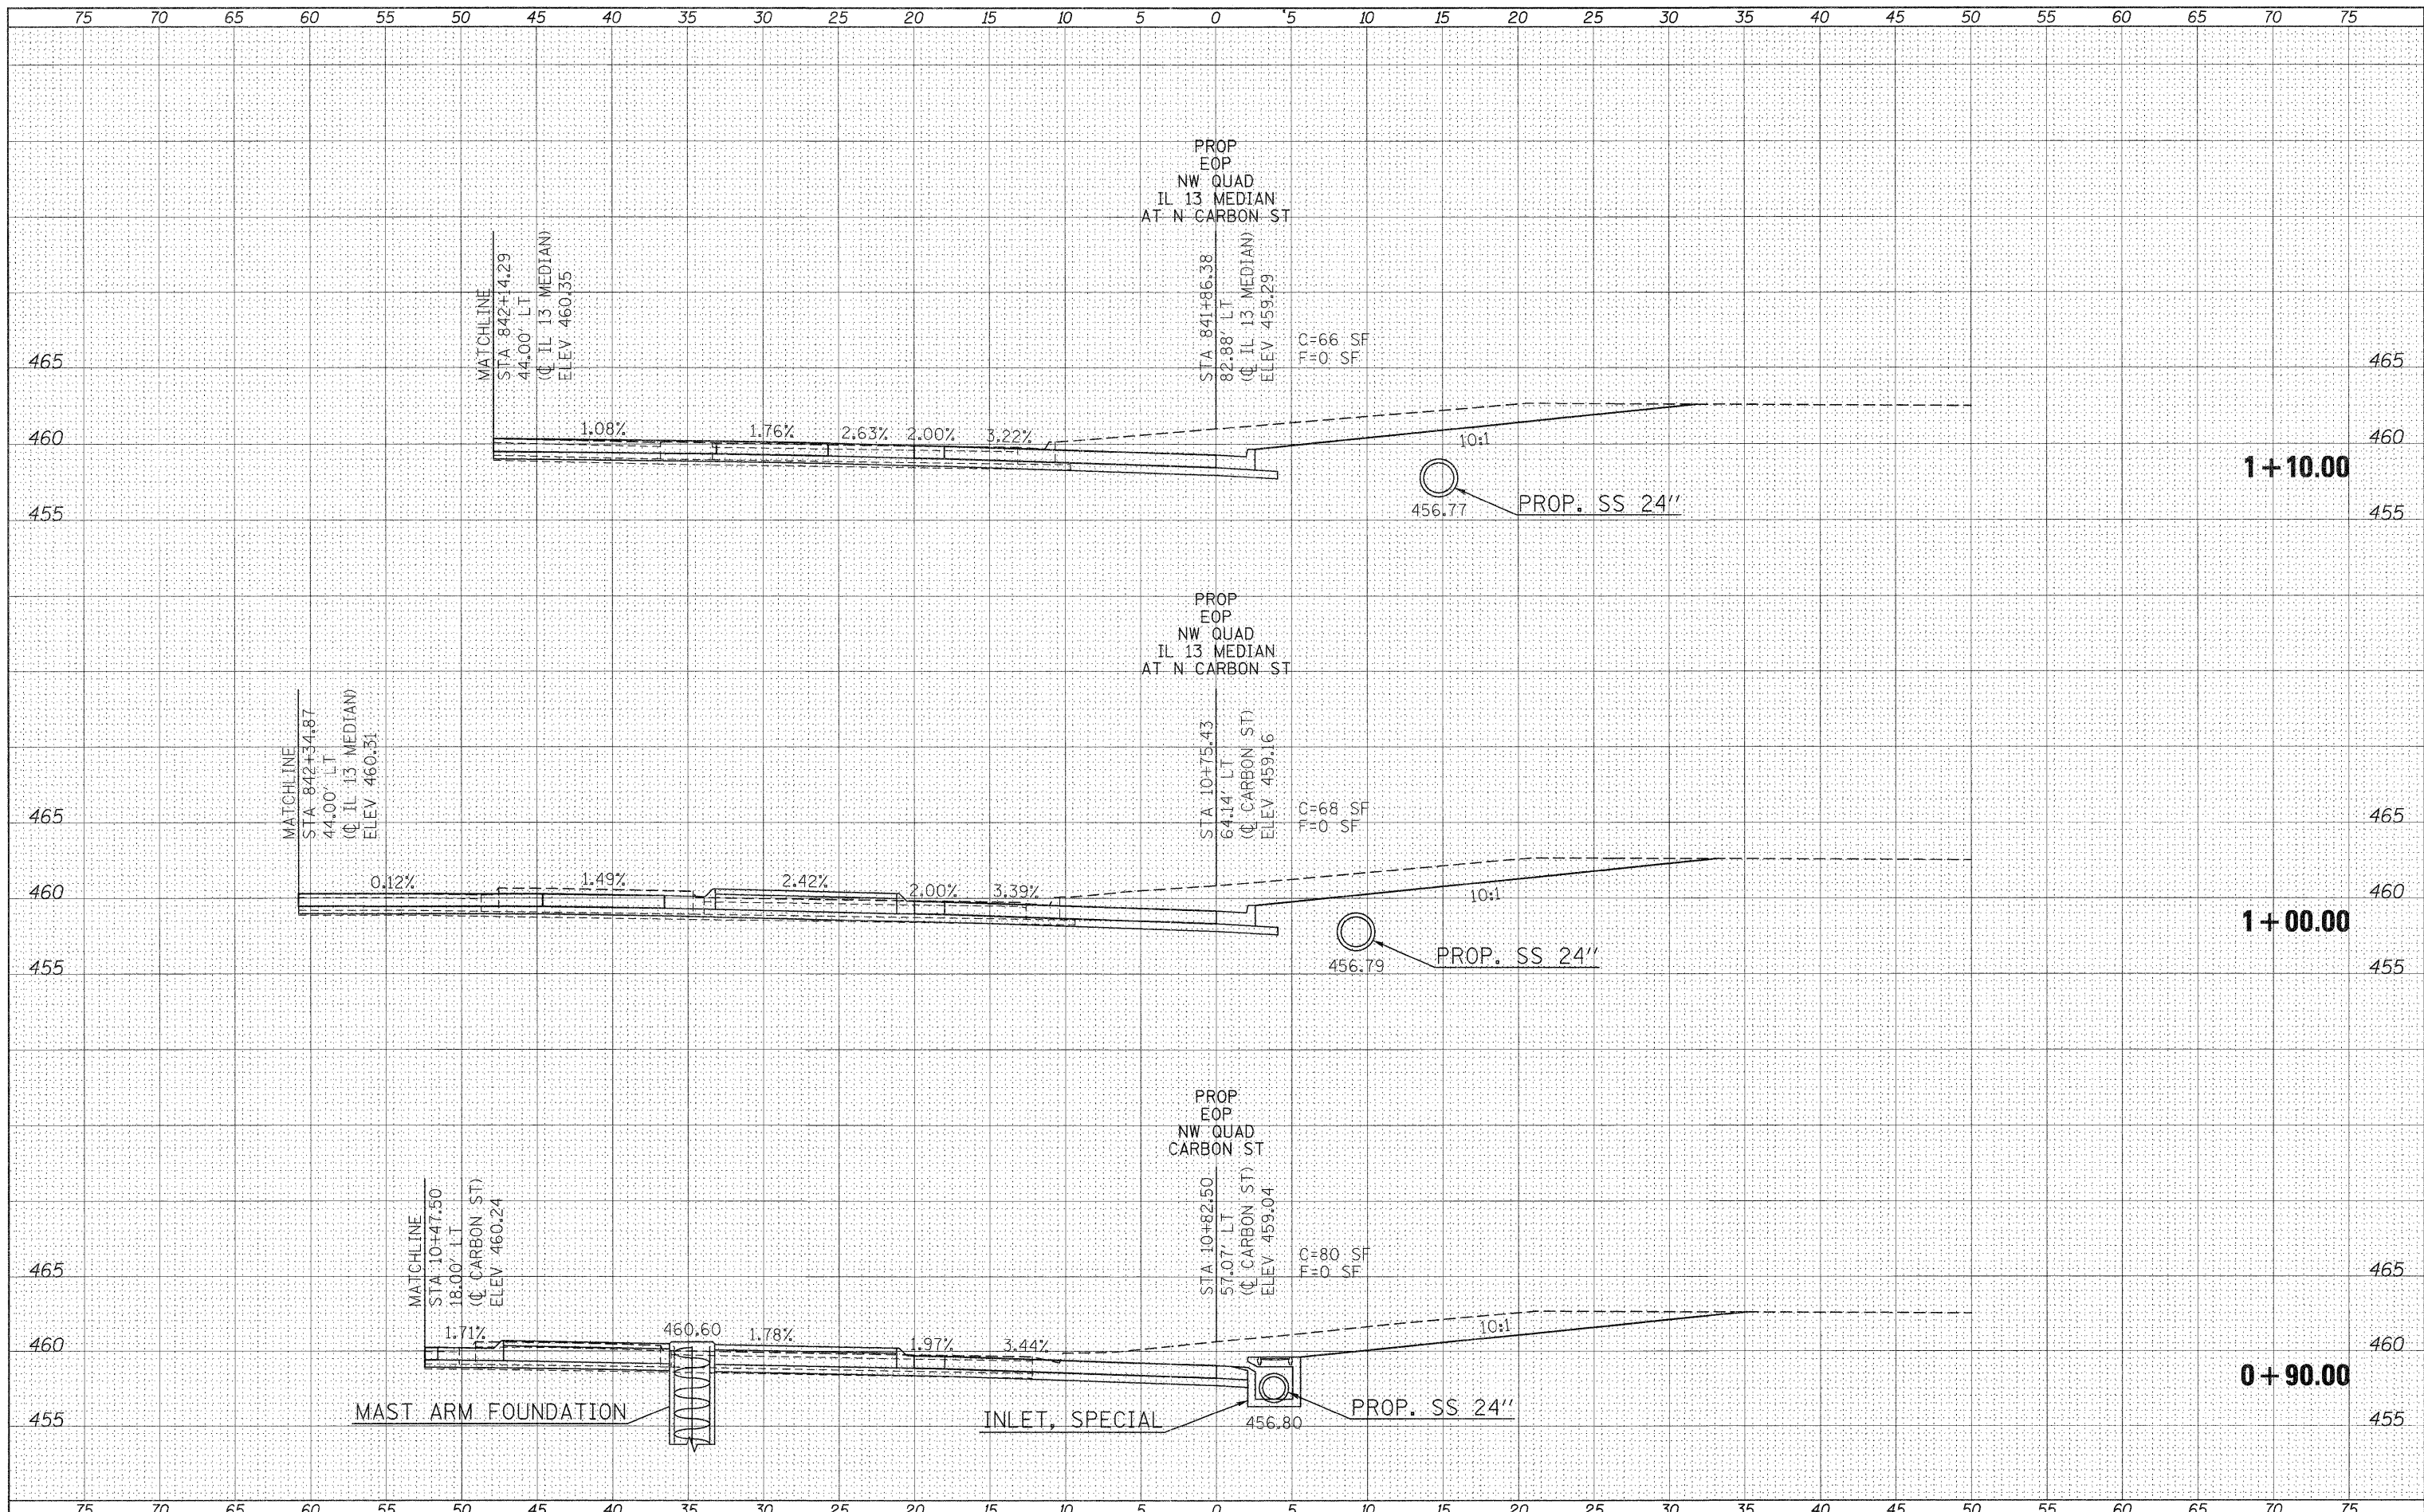 75 70 65 60 55 50 45 40 35 30 25 20 15 10 5 0 5 10 15 20 25 30 35 40 45 50 55 60 65 70 75
PROP
EOP
NW QUAD
IL 13 MEDIAN
AT N CARBON ST
MATCHLINE
STA 842+14.29
44.00' LT
(℄ IL 13 MEDIAN)
ELEV 460.35
STA 841+86.38
82.88' LT
(℄ IL 13 MEDIAN)
ELEV 459.29
C=66 SF
F=0 SF
465 465
1.08% 1.76% 2.63% 2.00% 3.22%
460 10:1 460
1+10.00
456.77 PROP. SS 24"
455 455
PROP
EOP
NW QUAD
IL 13 MEDIAN
AT N CARBON ST
MATCHLINE
STA 842+34.87
44.00' LT
(℄ IL 13 MEDIAN)
ELEV 460.31
STA 10+75.43
64.14' LT
(℄ CARBON ST)
ELEV 459.16
C=68 SF
F=0 SF
465 465
0.12% 1.49% 2.42% 2.00% 3.39%
460 10:1 460
1+00.00
456.79 PROP. SS 24"
455 455
PROP
EOP
NW QUAD
CARBON ST
MATCHLINE
STA 10+47.50
18.00' LT
(℄ CARBON ST)
ELEV 460.24
STA 10+82.50
57.07' LT
(℄ CARBON ST)
ELEV 459.04
C=80 SF
F=0 SF
465 465
1.71% 460.60 1.78% 1.97% 3.44% 10:1
460 460
0+90.00
MAST ARM FOUNDATION INLET, SPECIAL PROP. SS 24"
455 456.80 455
75 70 65 60 55 50 45 40 35 30 25 20 15 10 5 0 5 10 15 20 25 30 35 40 45 50 55 60 65 70 75